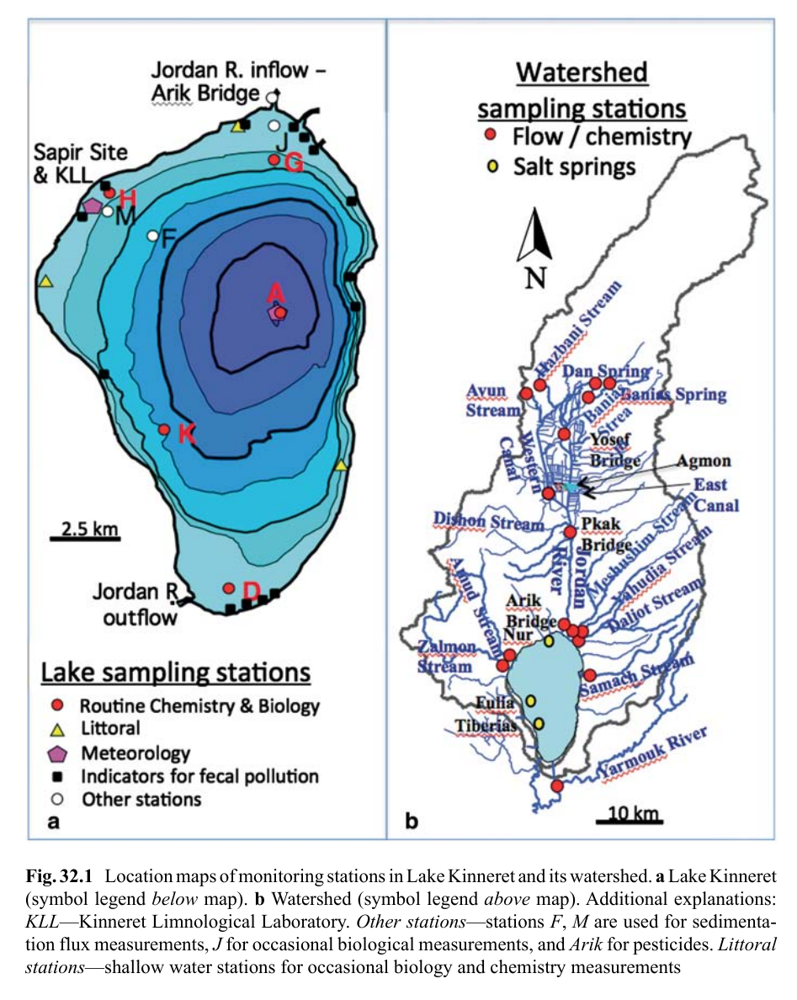 Jordan R. inflow –
Arik Bridge
J
G
Sapir Site
& KLL
H
M
F
A
K
2.5 km
D
Jordan R
outflow
Lake sampling stations
Routine Chemistry & Biology
Littoral
Meteorology
Indicators for fecal pollution
Other stations
a
Watershed
sampling stations
Flow / chemistry
Salt springs
N
Hazbani Stream
Dan Spring
Ayun
Stream
Banias Spring
Banias
Strea
Yosef
Bridge
Western
Canal
Agmon
East
Canal
Dishon Stream
Pkak
Bridge
Jordan
River
Meshushim Stream
Yahudia Stream
Daliot Stream
Amud Stream
Arik
Bridge
Nur
Zalmon
Stream
Samach Stream
Fulia
Tiberias
Yarmouk River
10 km
b
Fig. 32.1 Location maps of monitoring stations in Lake Kinneret and its watershed. a Lake Kinneret
(symbol legend below map). b Watershed (symbol legend above map). Additional explanations:
KLL—Kinneret Limnological Laboratory. Other stations—stations F, M are used for sedimenta-
tion flux measurements, J for occasional biological measurements, and Arik for pesticides. Littoral
stations—shallow water stations for occasional biology and chemistry measurements